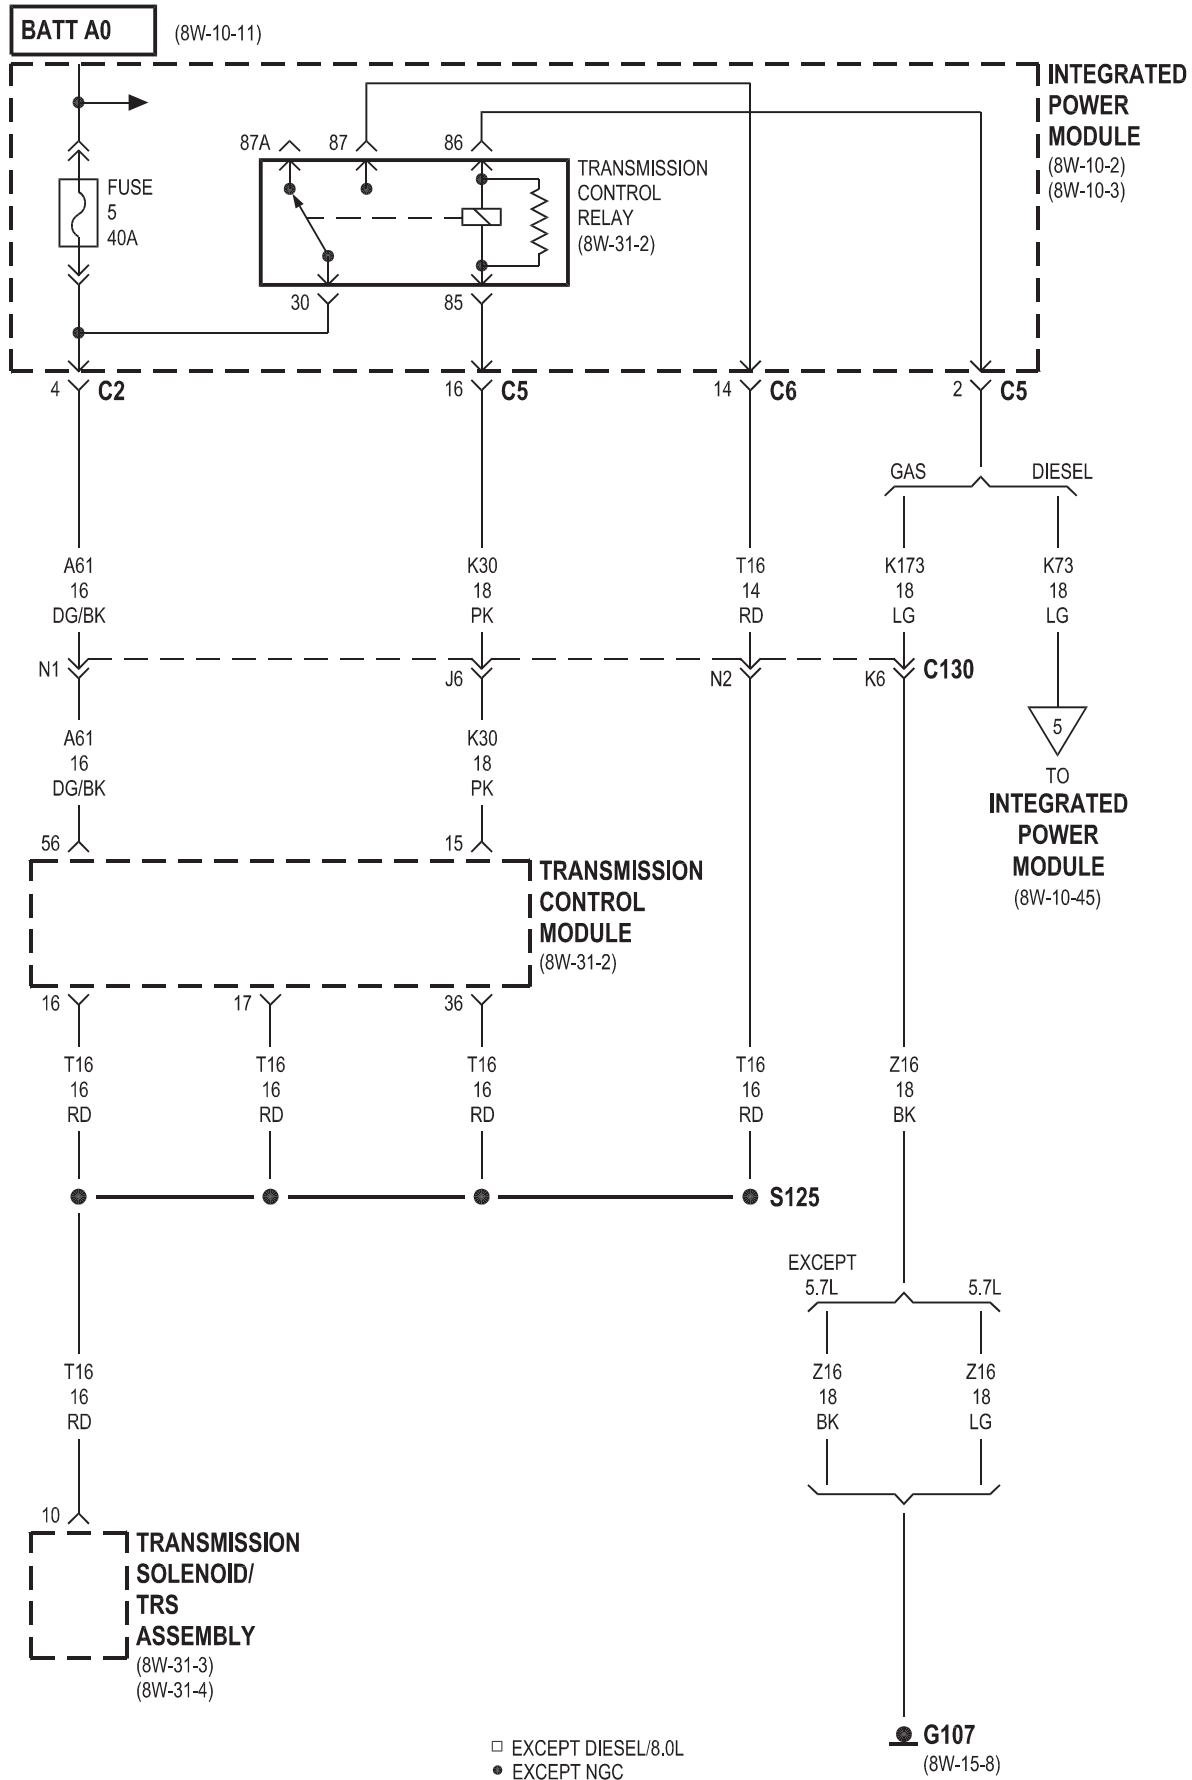 BATT A0 (8W-10-11)
INTEGRATED
POWER
MODULE
(8W-10-2)
(8W-10-3)
87A 87 86
TRANSMISSION
CONTROL
RELAY
(8W-31-2)
FUSE
5
40A
30 85
4 C2 16 C5 14 C6 2 C5
GAS DIESEL
A61 K30 T16 K173 K73
16 18 14 18 18
DG/BK PK RD LG LG
N1 J6 N2 K6 C130
5
A61 K30
16 18
DG/BK PK
TO
INTEGRATED
POWER
MODULE
(8W-10-45)
56 15
TRANSMISSION
CONTROL
MODULE
(8W-31-2)
16 17 36
T16 T16 T16 T16 Z16
16 16 16 16 18
RD RD RD RD BK
S125
EXCEPT
5.7L 5.7L
T16 Z16 Z16
16 18 18
RD BK LG
10
TRANSMISSION
SOLENOID/
TRS
ASSEMBLY
(8W-31-3)
(8W-31-4)
G107
(8W-15-8)
EXCEPT DIESEL/8.0L
EXCEPT NGC